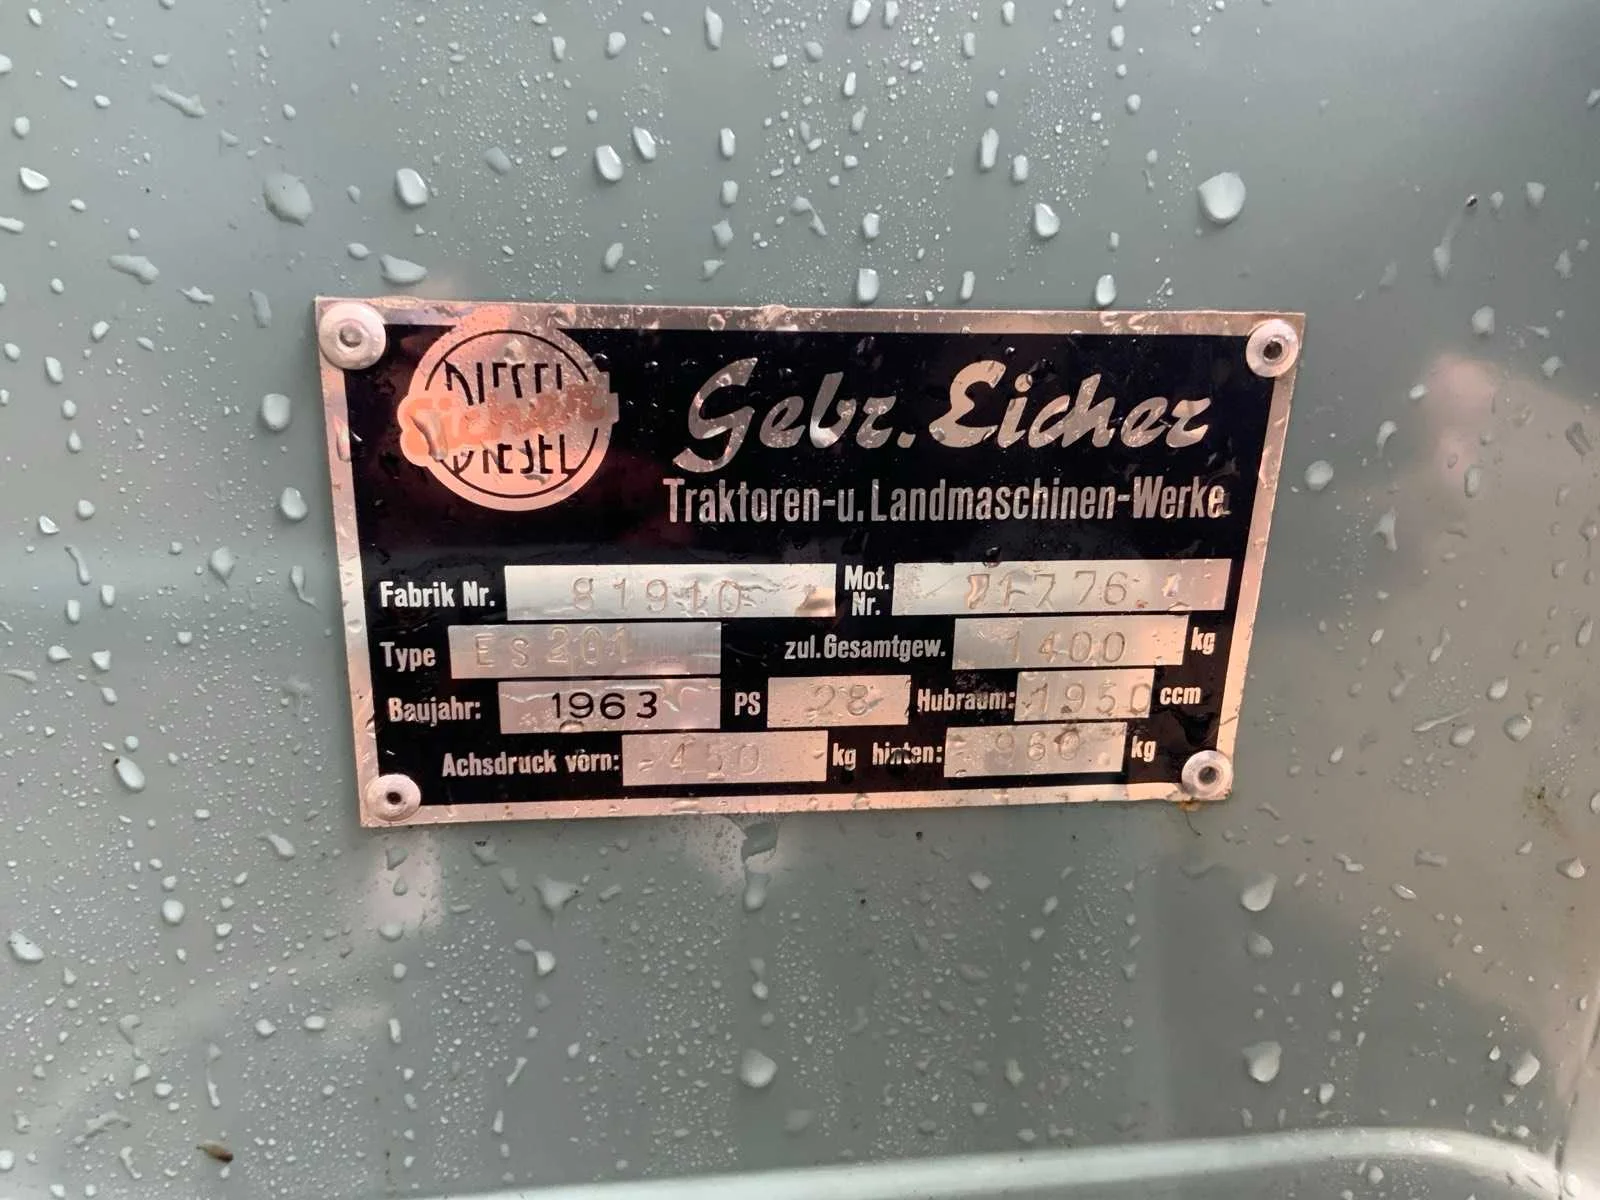 DIESEL
Eicher
DIESEL
Gebr. Eicher
Traktoren-u. Landmaschinen-Werke
Fabrik Nr. 81910 Mot. Nr.
Type ES201 zul. Gesamtgew. 1400 kg
Baujahr: 1963 PS 28 Hubraum: 1950 ccm
Achsdruck vorn: 450 kg hinten: 960 kg